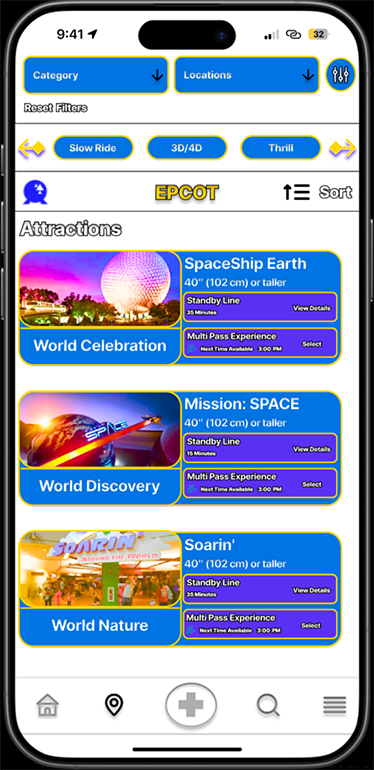 9:41
32
Category
Locations
Reset Filters
Slow Ride
3D/4D
Thrill
EPCOT
Sort
Attractions
SpaceShip Earth
40" (102 cm) or taller
Standby Line
35 Minutes
View Details
World Celebration
Multi Pass Experience
Next Time Available 3:00 PM
Select
SPACE
Mission: SPACE
40" (102 cm) or taller
Standby Line
15 Minutes
View Details
World Discovery
Multi Pass Experience
Next Time Available 3:00 PM
Select
SOARIN'
AROUND THE WORLD
Soarin'
40" (102 cm) or taller
Standby Line
35 Minutes
View Details
World Nature
Multi Pass Experience
Next Time Available 3:00 PM
Select